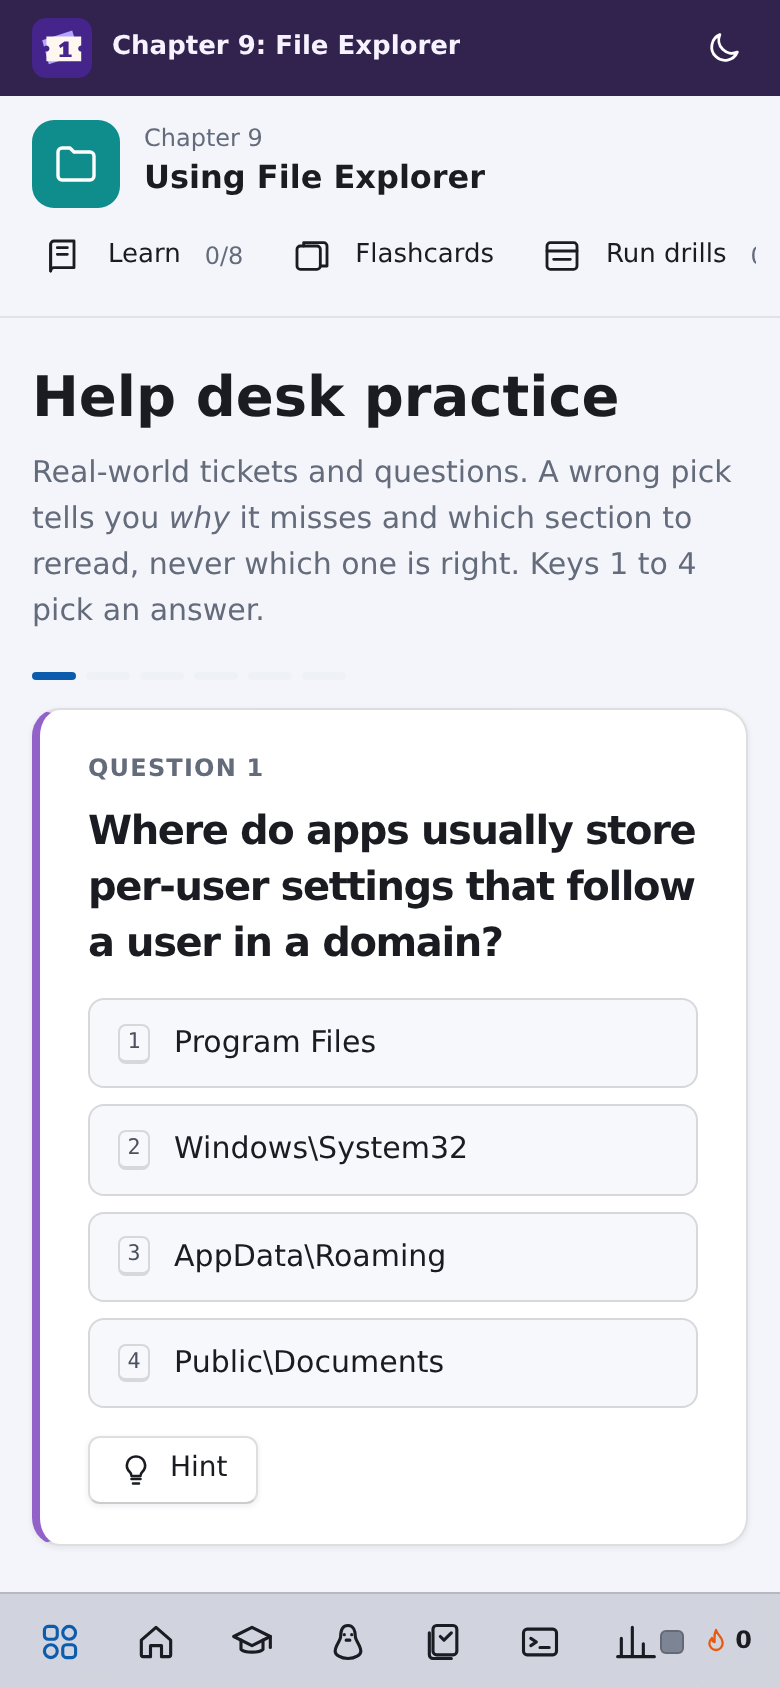 1
Chapter 9: File Explorer
Chapter 9
Using File Explorer
Learn 0/8 Flashcards Run drills
Help desk practice
Real-world tickets and questions. A wrong pick
tells you why it misses and which section to
reread, never which one is right. Keys 1 to 4
pick an answer.
QUESTION 1
Where do apps usually store
per-user settings that follow
a user in a domain?
1 Program Files
2 Windows\System32
3 AppData\Roaming
4 Public\Documents
Hint
0